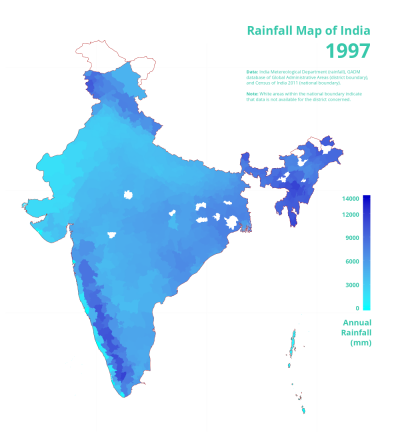 Rainfall Map of India
1997
Data: India Meteorological Department (rainfall), GADM
database of Global Administrative Areas (district boundary),
and Census of India 2011 (national boundary).
Note: White areas within the national boundary indicate
that data is not available for the district concerned.
14000
12000
9000
6000
3000
0
Annual
Rainfall
(mm)